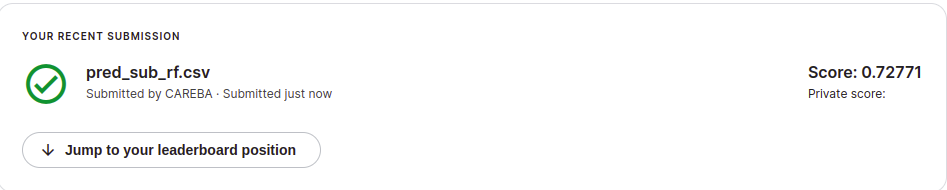 YOUR RECENT SUBMISSION
pred_sub_rf.csv
Score: 0.72771
Submitted by CAREBA · Submitted just now
Private score:
Jump to your leaderboard position